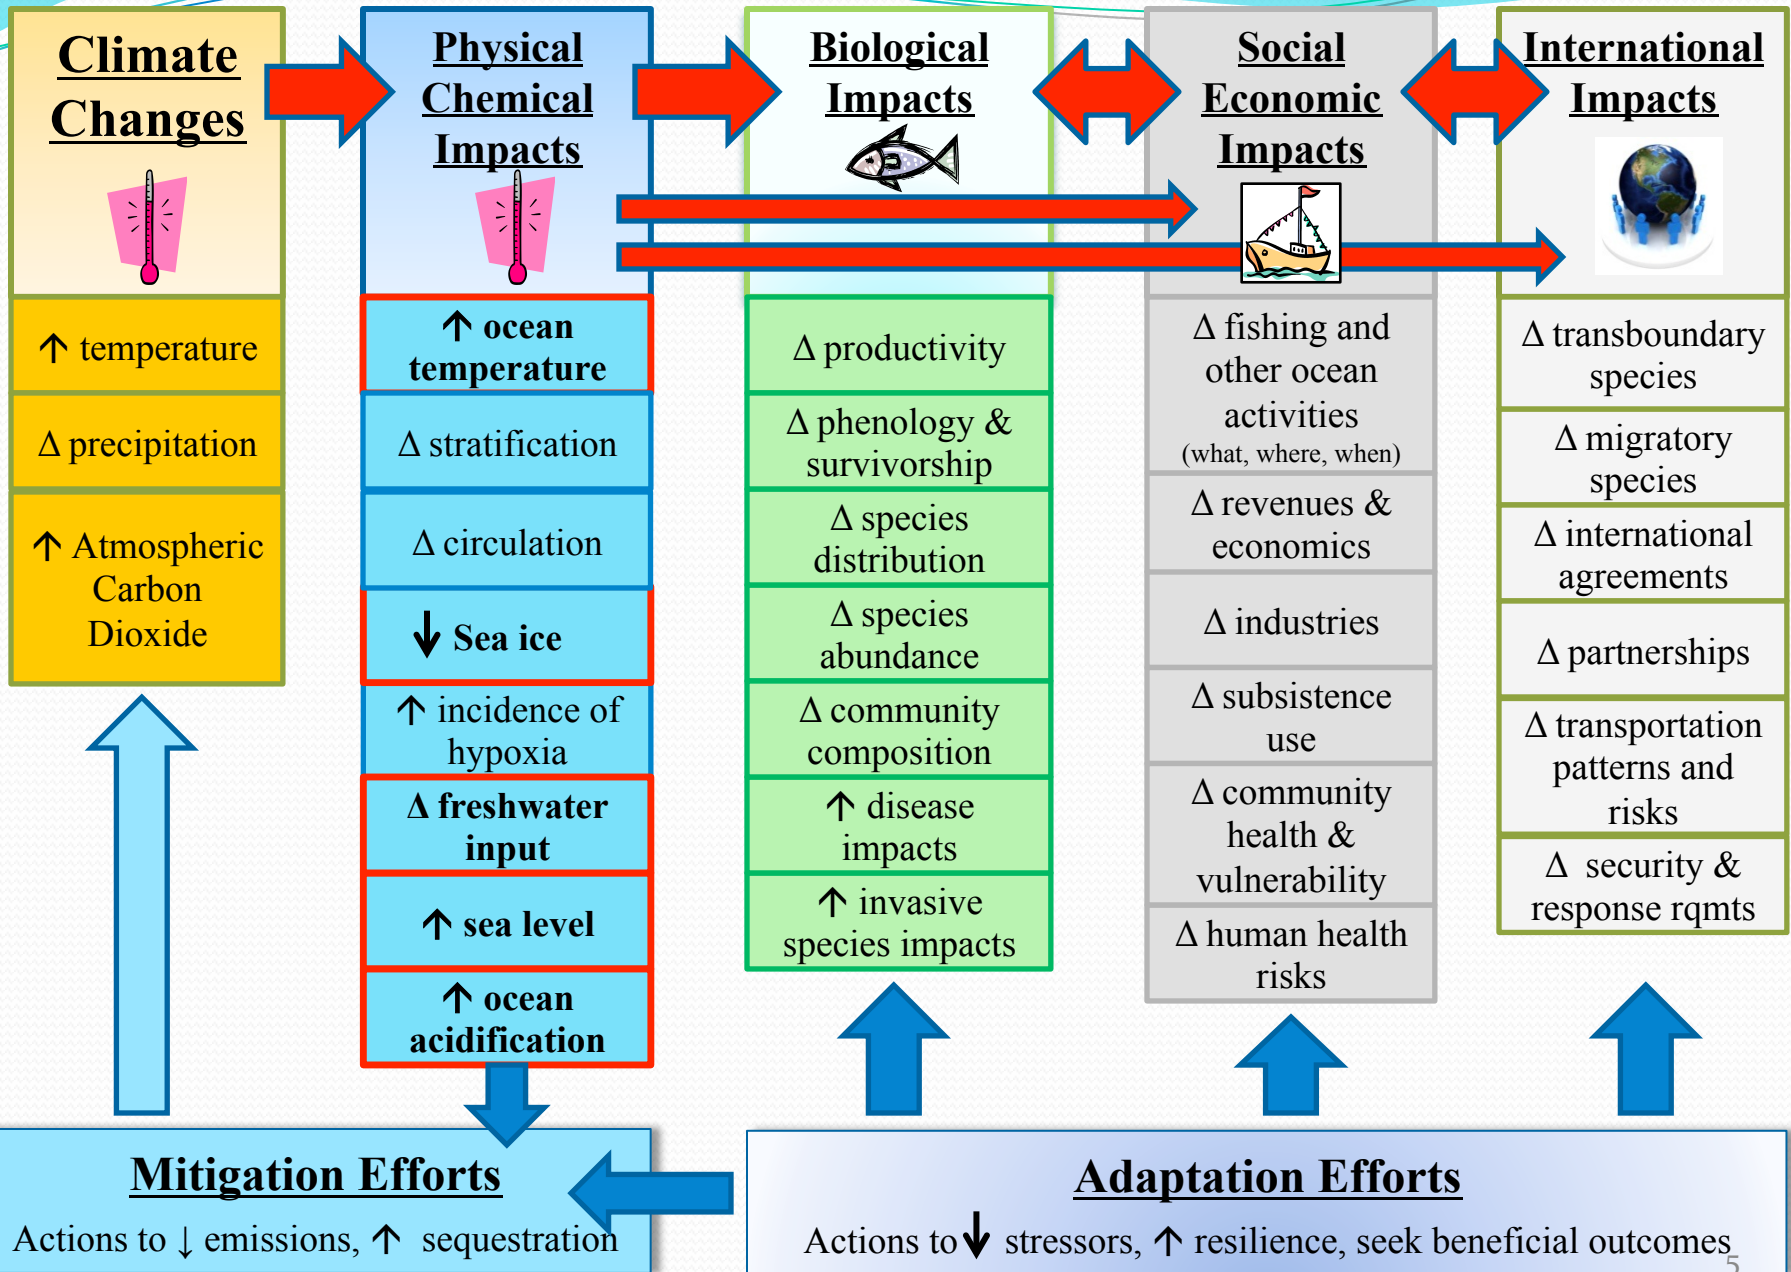 Climate
Changes
↑ temperature
Δ precipitation
↑ Atmospheric
Carbon
Dioxide
Physical
Chemical
Impacts
↑ ocean
temperature
Δ stratification
Δ circulation
↓ Sea ice
↑ incidence of
hypoxia
Δ freshwater
input
↑ sea level
↑ ocean
acidification
Biological
Impacts
Δ productivity
Δ phenology &
survivorship
Δ species
distribution
Δ species
abundance
Δ community
composition
↑ disease
impacts
↑ invasive
species impacts
Social
Economic
Impacts
Δ fishing and
other ocean
activities
(what, where, when)
Δ revenues &
economics
Δ industries
Δ subsistence
use
Δ community
health &
vulnerability
Δ human health
risks
International
Impacts
Δ transboundary
species
Δ migratory
species
Δ international
agreements
Δ partnerships
Δ transportation
patterns and
risks
Δ security &
response rqmts
Mitigation Efforts
Actions to ↓ emissions, ↑ sequestration
Adaptation Efforts
Actions to ↓ stressors, ↑ resilience, seek beneficial outcomes
5